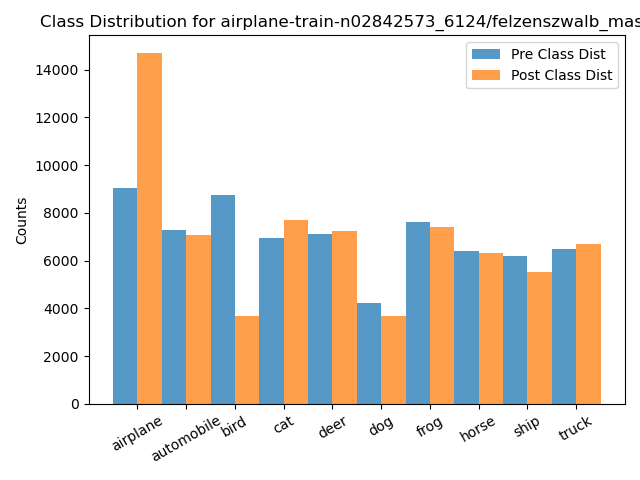 Class Distribution for airplane-train-n02842573_6124/felzenszwalb_mas
Pre Class Dist
Post Class Dist
Counts
14000
12000
10000
8000
6000
4000
2000
0
airplane
automobile
bird
cat
deer
dog
frog
horse
ship
truck